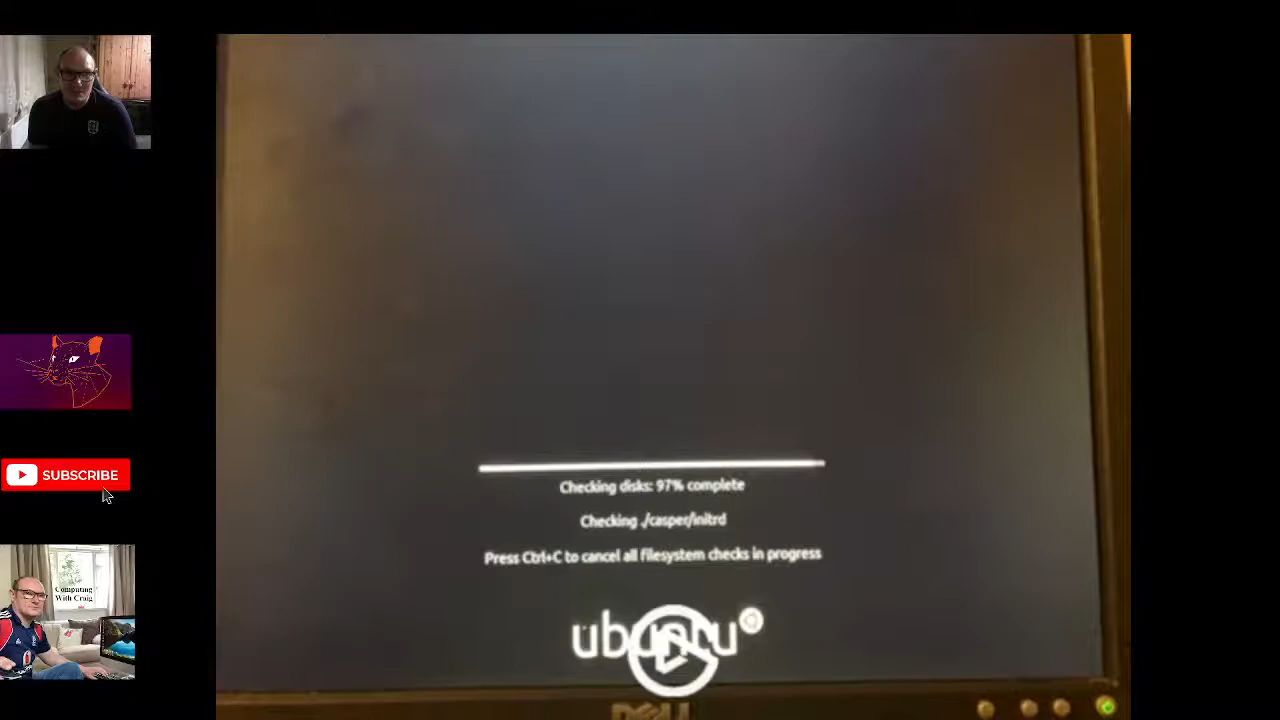 Checking disks: 97% complete
Checking ./casper/initrd
Press Ctrl+C to cancel all filesystem checks in progress
ubuntu
DELL
SUBSCRIBE
Computing
With Craig